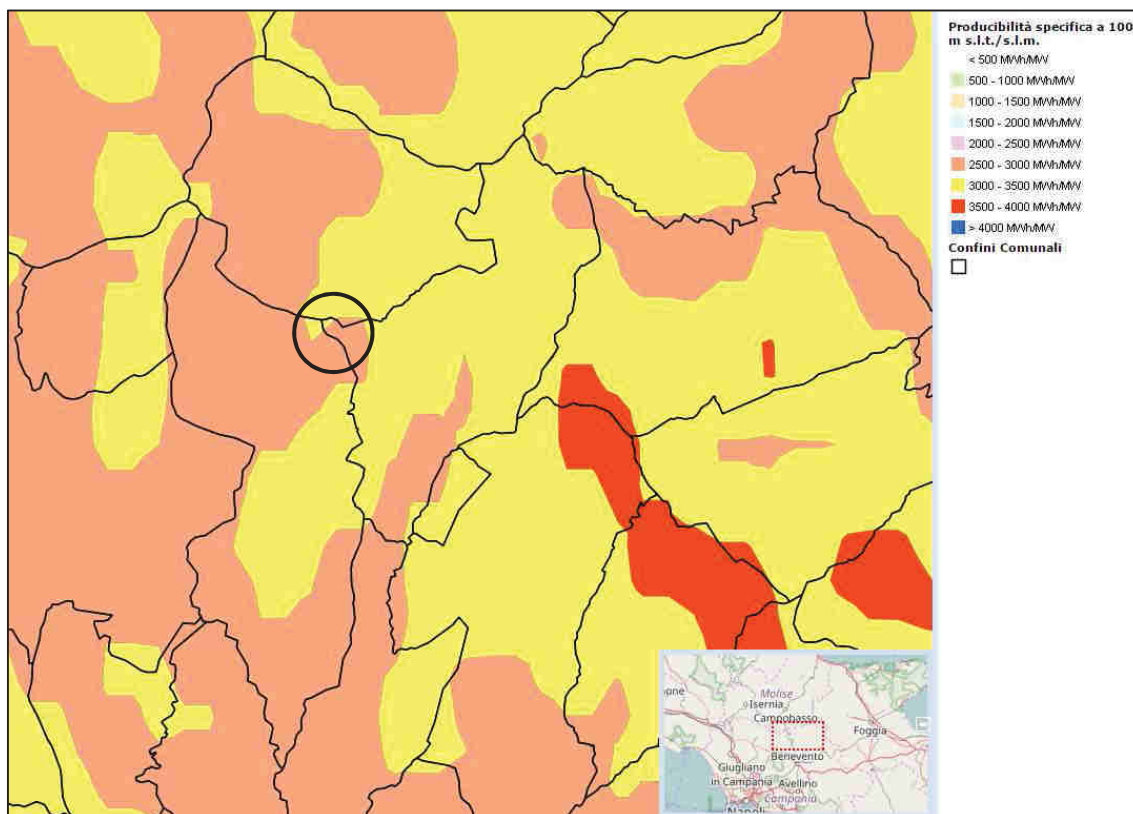 Producibilità specifica a 100
m s.l.t./s.l.m.
< 500 MWh/MW
500 - 1000 MWh/MW
1000 - 1500 MWh/MW
1500 - 2000 MWh/MW
2000 - 2500 MWh/MW
2500 - 3000 MWh/MW
3000 - 3500 MWh/MW
3500 - 4000 MWh/MW
> 4000 MWh/MW
Confini Comunali
Molise
Isernia
Campobasso
Foggia
Benevento
Giugliano
in Campania
Avellino
Campania
Napoli